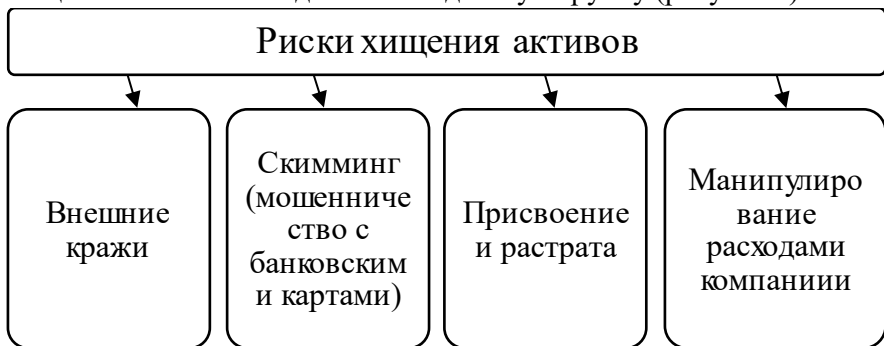 Риски хищения активов
Внешние
кражи
Скимминг
(мошенниче
ство с
банковским
и картами)
Присвоение
и растрата
Манипулиро
вание
расходами
компаниии